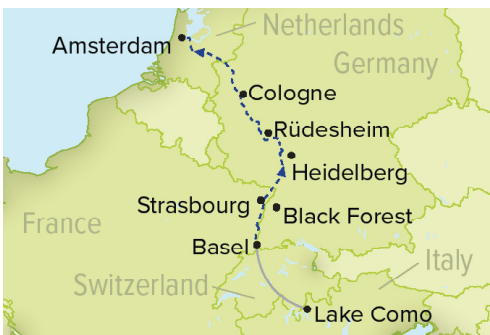 Netherlands
Amsterdam
Germany
Cologne
Rüdesheim
Heidelberg
Strasbourg
Black Forest
France
Basel
Italy
Switzerland
Lake Como